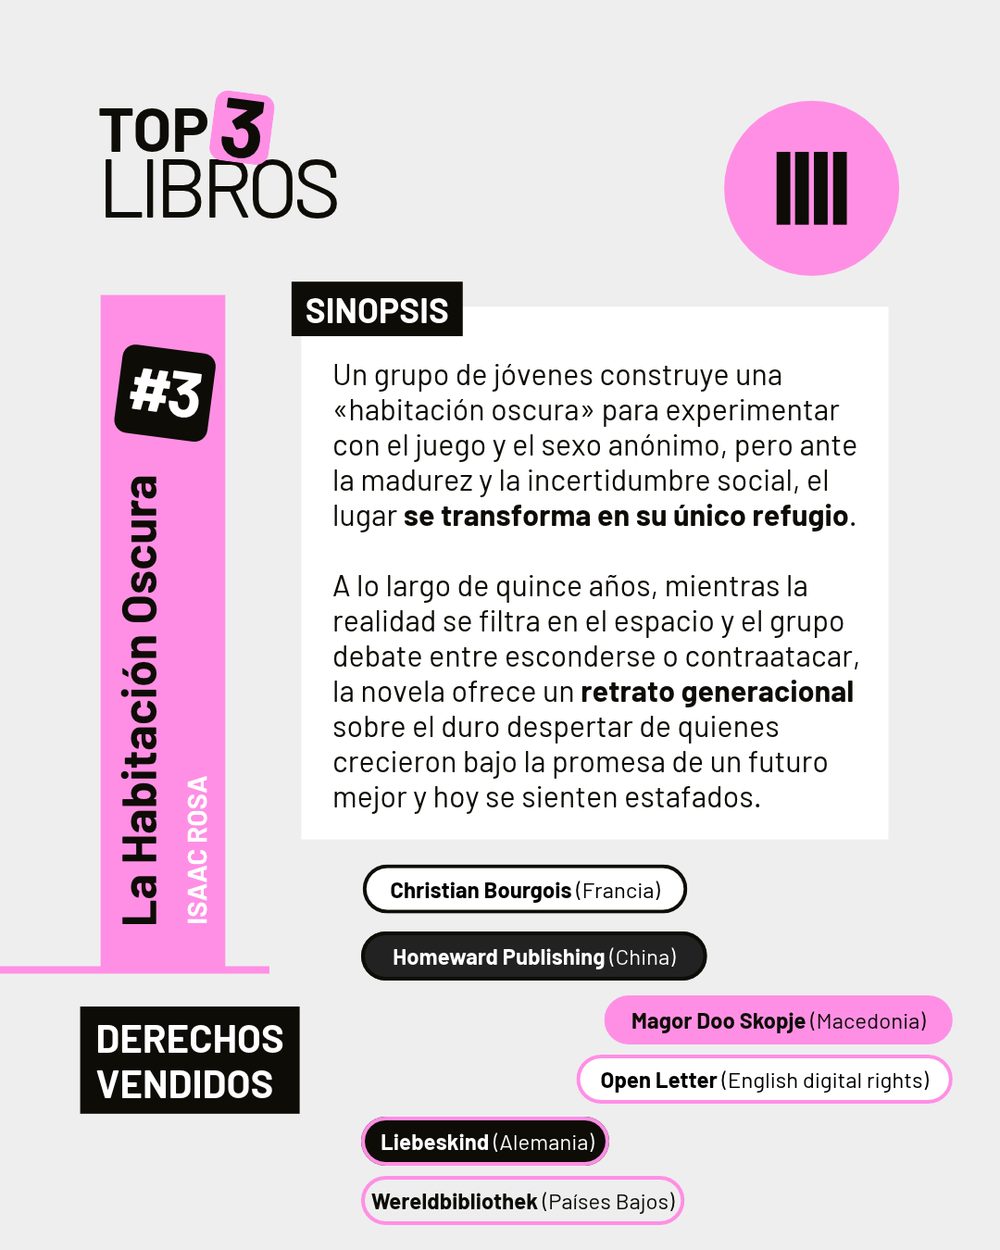 TOP 3
LIBROS
#3
La Habitación Oscura
ISAAC ROSA
SINOPSIS
Un grupo de jóvenes construye una
«habitación oscura» para experimentar
con el juego y el sexo anónimo, pero ante
la madurez y la incertidumbre social, el
lugar se transforma en su único refugio.
A lo largo de quince años, mientras la
realidad se filtra en el espacio y el grupo
debate entre esconderse o contraatacar,
la novela ofrece un retrato generacional
sobre el duro despertar de quienes
crecieron bajo la promesa de un futuro
mejor y hoy se sienten estafados.
DERECHOS
VENDIDOS
Christian Bourgois (Francia)
Homeward Publishing (China)
Magor Doo Skopje (Macedonia)
Open Letter (English digital rights)
Liebeskind (Alemania)
Wereldbibliothek (Países Bajos)